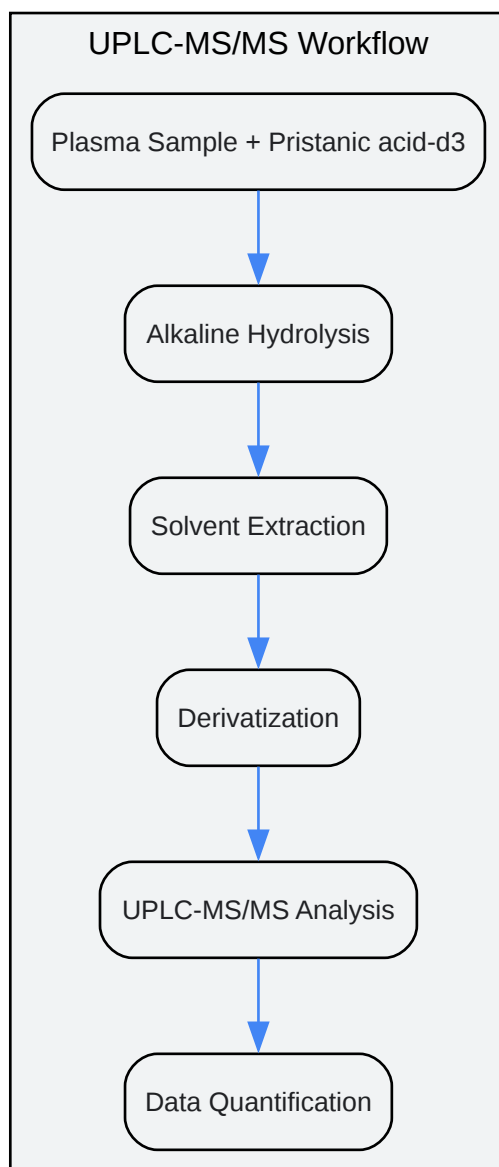 UPLC-MS/MS Workflow
Plasma Sample + Pristanic acid-d3
Alkaline Hydrolysis
Solvent Extraction
Derivatization
UPLC-MS/MS Analysis
Data Quantification